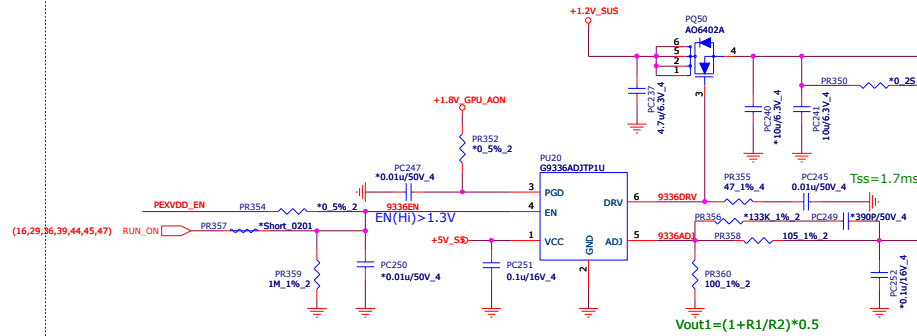 +1.2V_SUS
PQ50
AO6402A
6
5
2
1
4
3
PC237
4.7u/6.3V_4
PC240
*10u/6.3V_4
PC241
10u/6.3V_4
PR350
*0_2S
+1.8V_GPU_AON
PR352
*0_5%_2
PC247
*0.01u/50V_4
PU20
G9336ADJTP1U
3
PGD
4
EN
1
VCC
GND
2
DRV
6
ADJ
5
9336DRV
PR355
47_1%_4
PC245
0.01u/50V_4
Tss=1.7ms
PEXVDD_EN
PR354
*0_5%_2
9336EN
EN(Hi)>1.3V
(16,29,36,39,44,45,47)
RUN_ON
PR357
*Short_0201
+5V_S5
PR356
*133K_1%_2
PC249
*390P/50V_4
9336ADJ
PR358
105_1%_2
PR359
1M_1%_2
PC250
*0.01u/50V_4
PC251
0.1u/16V_4
PR360
100_1%_2
PC252
*0.1u/16V_4
Vout1=(1+R1/R2)*0.5